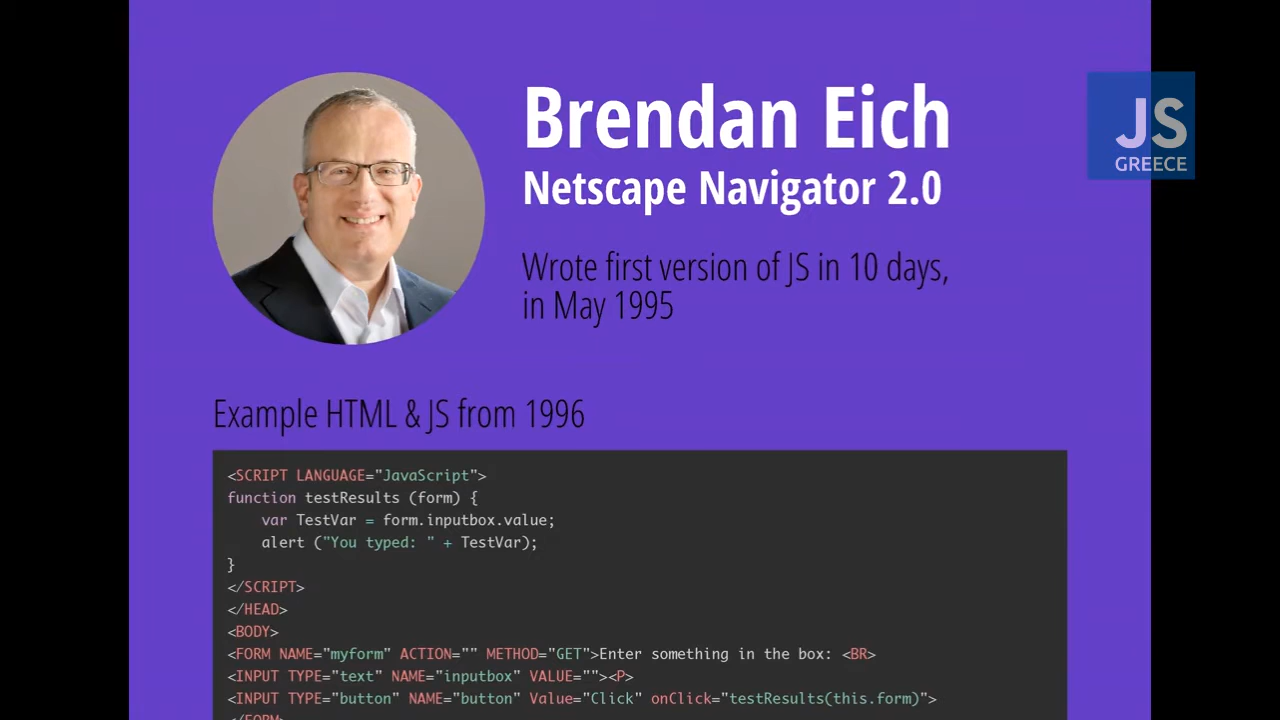 Brendan Eich
Netscape Navigator 2.0
JS
GREECE
Wrote first version of JS in 10 days,
in May 1995
Example HTML & JS from 1996
<SCRIPT LANGUAGE="JavaScript">
function testResults (form) {
    var TestVar = form.inputbox.value;
    alert ("You typed: " + TestVar);
}
</SCRIPT>
</HEAD>
<BODY>
<FORM NAME="myform" ACTION="" METHOD="GET">Enter something in the box: <BR>
<INPUT TYPE="text" NAME="inputbox" VALUE=""><P>
<INPUT TYPE="button" NAME="button" Value="Click" onClick="testResults(this.form)">
</FORM>